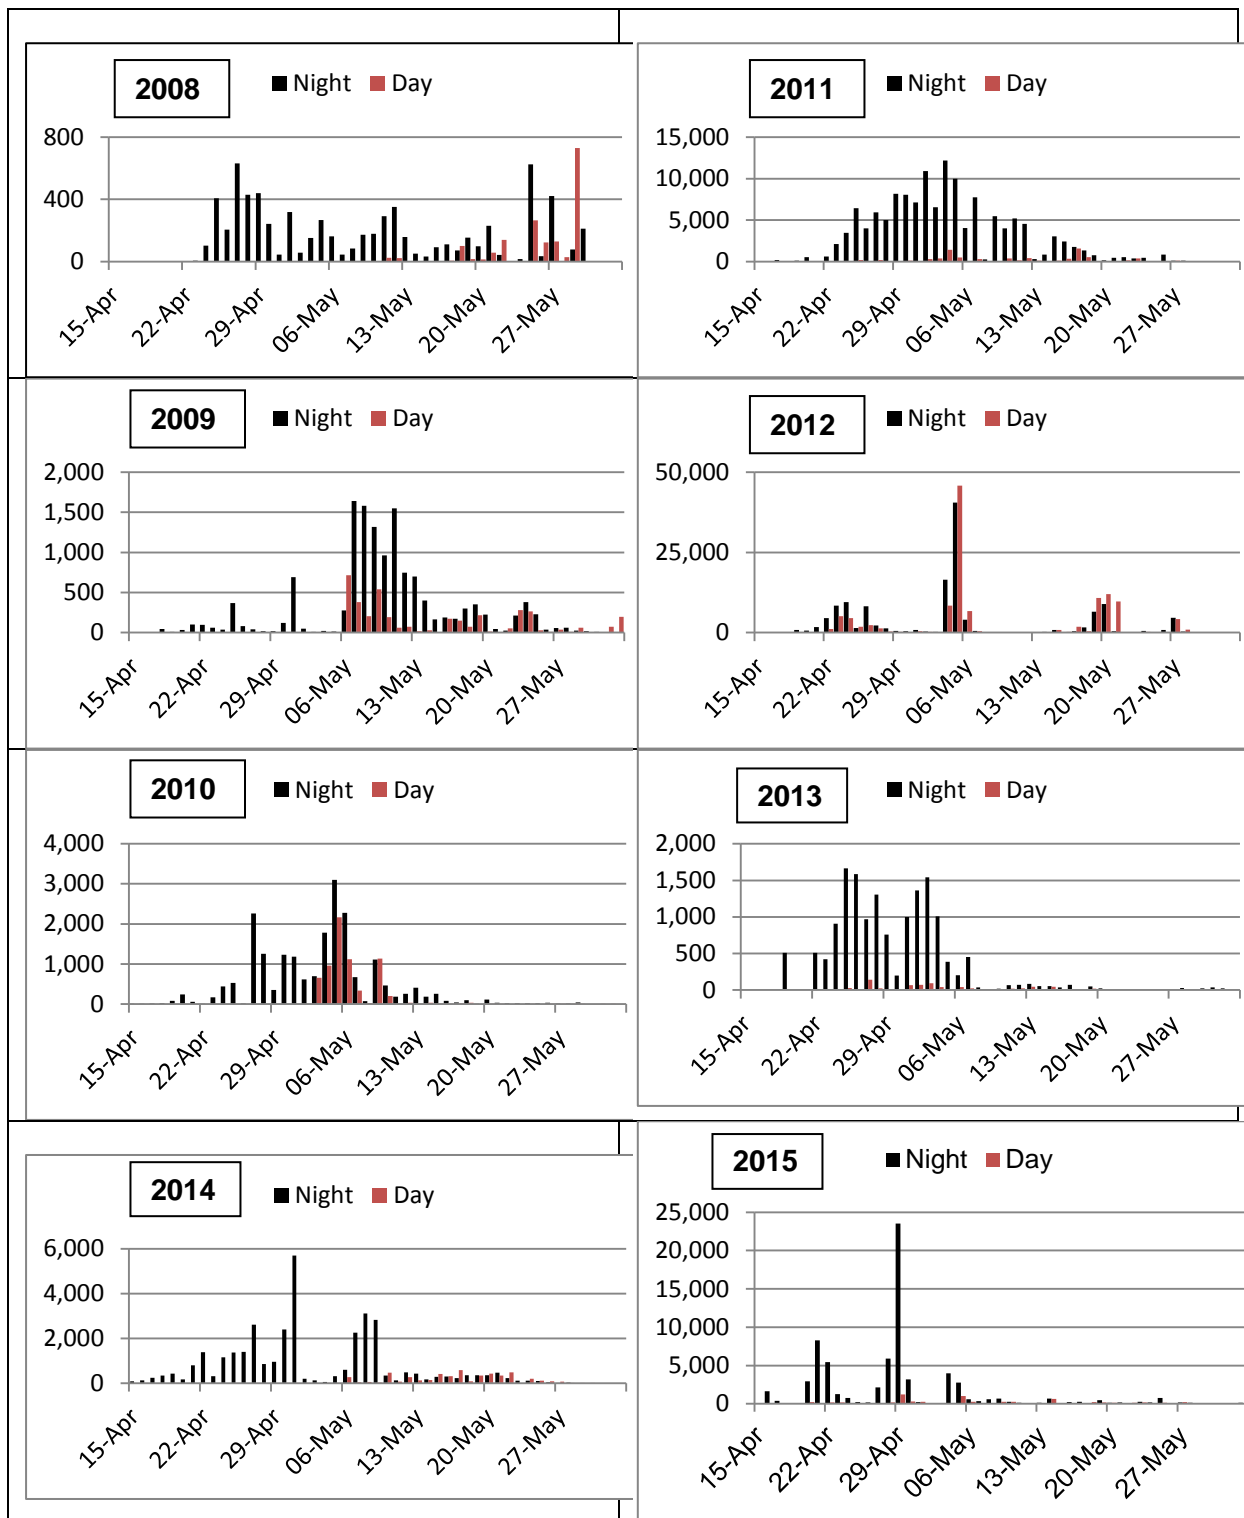 2008 Night Day
800
400
0
15-Apr 22-Apr 29-Apr 06-May 13-May 20-May 27-May
2011 Night Day
15,000
10,000
5,000
0
15-Apr 22-Apr 29-Apr 06-May 13-May 20-May 27-May
2009 Night Day
2,000
1,500
1,000
500
0
15-Apr 22-Apr 29-Apr 06-May 13-May 20-May 27-May
2012 Night Day
50,000
25,000
0
15-Apr 22-Apr 29-Apr 06-May 13-May 20-May 27-May
2010 Night Day
4,000
3,000
2,000
1,000
0
15-Apr 22-Apr 29-Apr 06-May 13-May 20-May 27-May
2013 Night Day
2,000
1,500
1,000
500
0
15-Apr 22-Apr 29-Apr 06-May 13-May 20-May 27-May
2014 Night Day
6,000
4,000
2,000
0
15-Apr 22-Apr 29-Apr 06-May 13-May 20-May 27-May
2015 Night Day
25,000
20,000
15,000
10,000
5,000
0
15-Apr 22-Apr 29-Apr 06-May 13-May 20-May 27-May